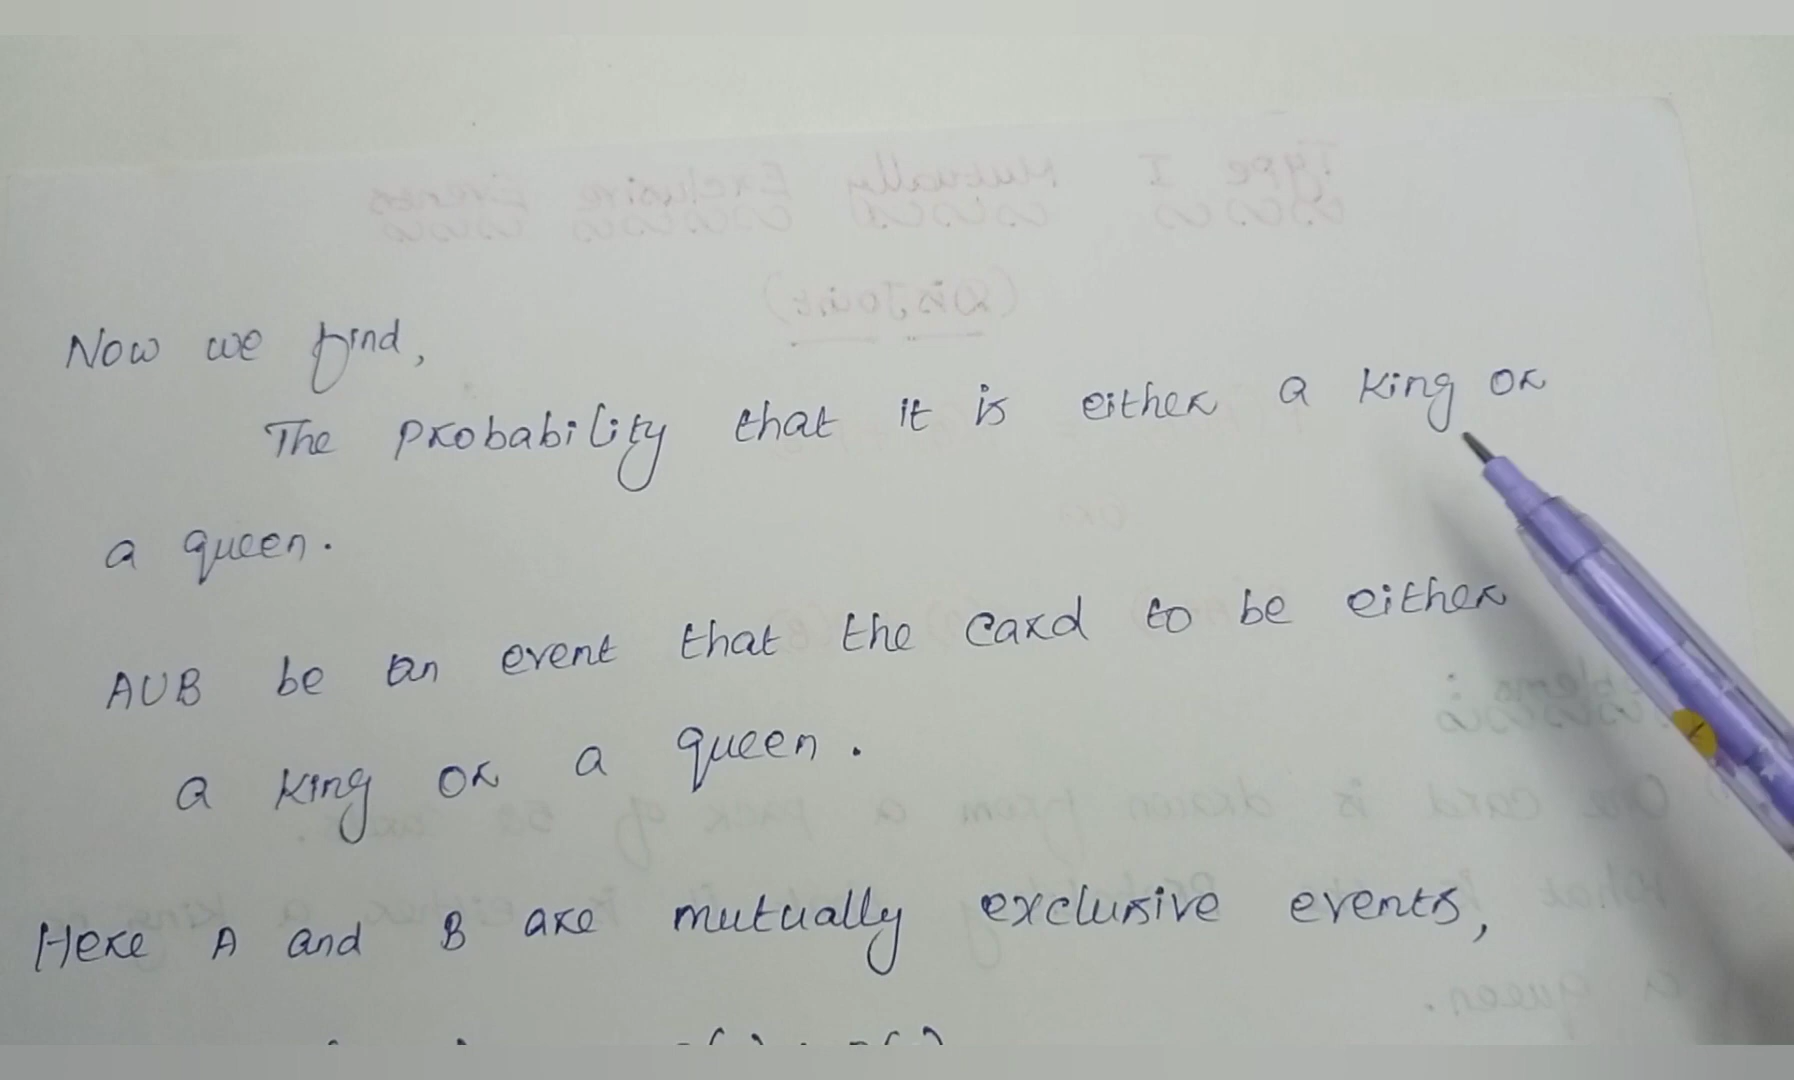 Now we find,
The probability that it is either a king or
a queen.
AUB be an event that the card to be either
a king or a queen.
Here A and B are mutually exclusive events,